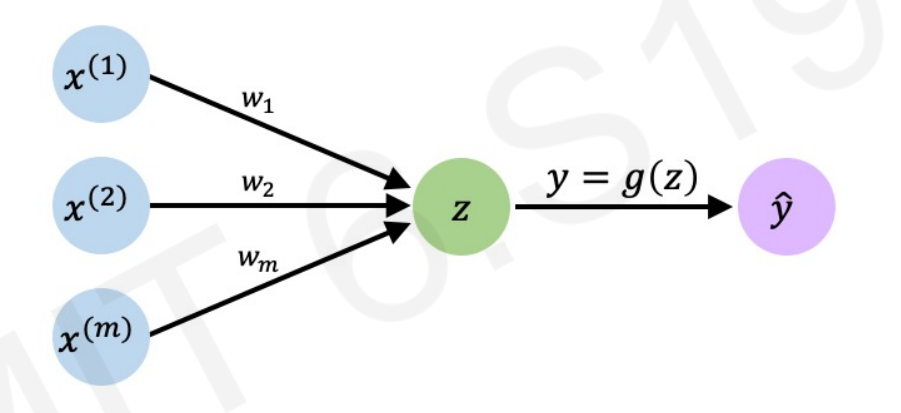 x^(1)
w_1
x^(2)
w_2
z
y = g(z)
ŷ
w_m
x^(m)
MIT 6.S19